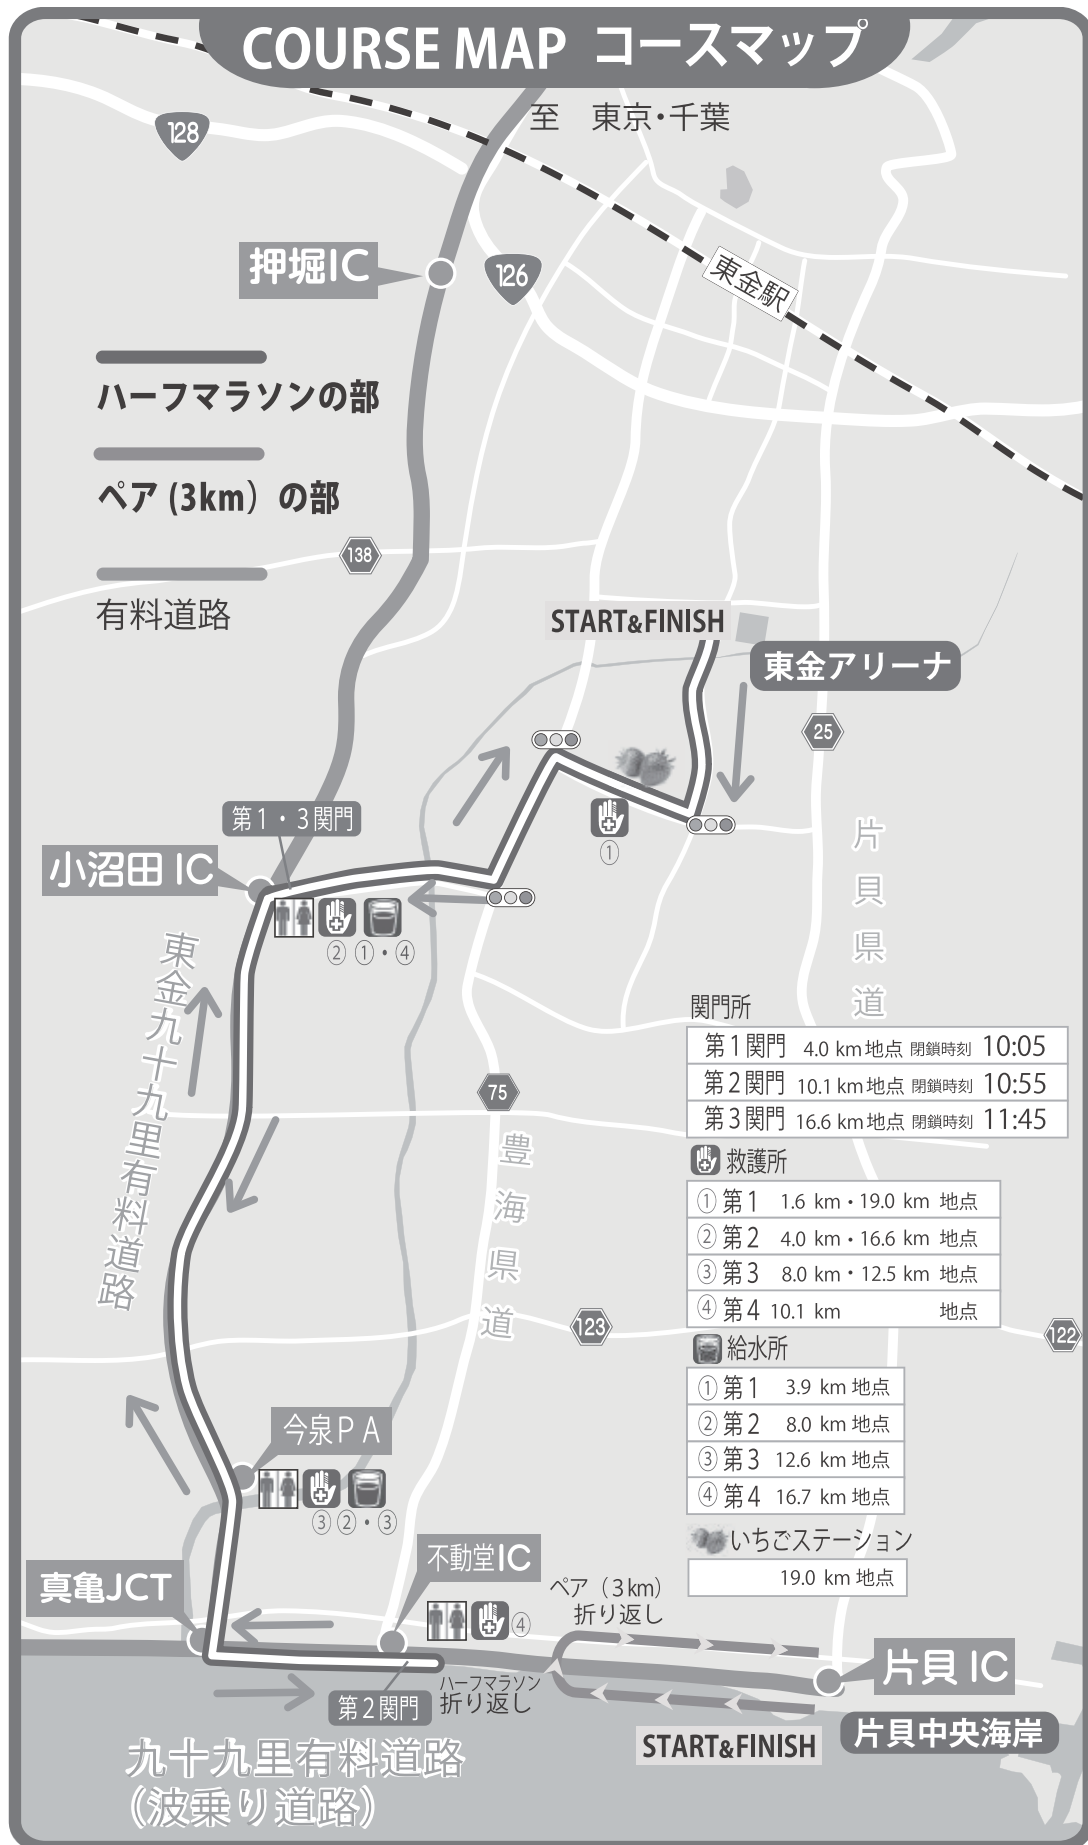 COURSE MAP コースマップ
至 東京・千葉
128
押堀IC
126
東金駅
ハーフマラソンの部
ペア (3km) の部
138
有料道路
START&FINISH
東金アリーナ
25
第1・3関門
①
小沼田 IC
② ①・④
片貝県道
東金九十九里有料道路
75
豊海県道
関門所
第1関門 4.0 km地点 閉鎖時刻 10:05
第2関門 10.1 km地点 閉鎖時刻 10:55
第3関門 16.6 km地点 閉鎖時刻 11:45
救護所
① 第1 1.6 km・19.0 km 地点
② 第2 4.0 km・16.6 km 地点
③ 第3 8.0 km・12.5 km 地点
④ 第4 10.1 km 地点
123
122
給水所
① 第1 3.9 km 地点
② 第2 8.0 km 地点
③ 第3 12.6 km 地点
④ 第4 16.7 km 地点
いちごステーション
19.0 km 地点
今泉PA
③ ②・③
不動堂IC
④
真亀JCT
ペア（3km）
折り返し
片貝 IC
ハーフマラソン
折り返し
第2関門
START&FINISH
片貝中央海岸
九十九里有料道路
（波乗り道路）